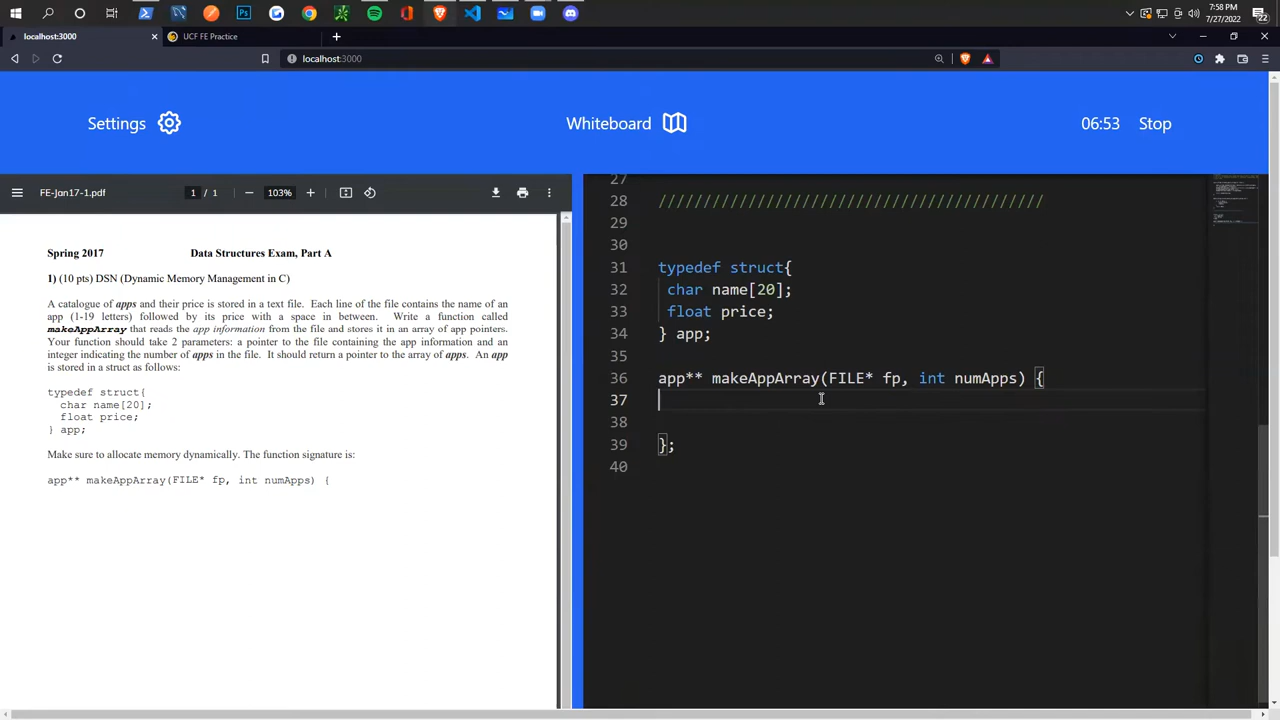 7:58 PM
7/27/2022
22
localhost:3000
UCF FE Practice
localhost:3000
Settings
Whiteboard
06:53 Stop
FE-Jan17-1.pdf
1 / 1
103%
Spring 2017 Data Structures Exam, Part A
1) (10 pts) DSN (Dynamic Memory Management in C)
A catalogue of apps and their price is stored in a text file. Each line of the file contains the name of an
app (1-19 letters) followed by its price with a space in between. Write a function called
makeAppArray that reads the app information from the file and stores it in an array of app pointers.
Your function should take 2 parameters: a pointer to the file containing the app information and an
integer indicating the number of apps in the file. It should return a pointer to the array of apps. An app
is stored in a struct as follows:
typedef struct{
char name[20];
float price;
} app;
Make sure to allocate memory dynamically. The function signature is:
app** makeAppArray(FILE* fp, int numApps) {
27
28 ///////////////////////////////////////////
29
30
31 typedef struct{
32 char name[20];
33 float price;
34 } app;
35
36 app** makeAppArray(FILE* fp, int numApps) {
37
38
39 };
40